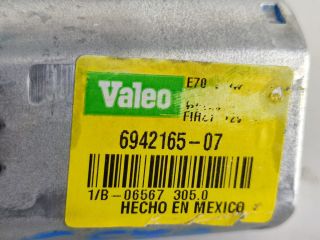 E70
Valeo
6942165-07
1/B-06567 305.0
HECHO EN MEXICO